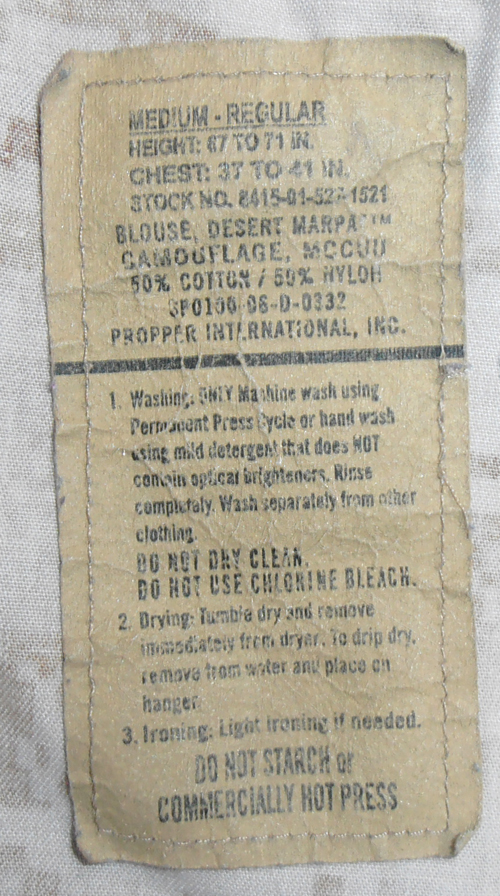 MEDIUM - REGULAR
HEIGHT: 67 TO 71 IN.
CHEST: 37 TO 41 IN.
STOCK NO. 8415-01-527-1521
BLOUSE, DESERT MARPAT™
CAMOUFLAGE, MCCUU
50% COTTON / 50% NYLON
SPO100-06-D-0332
PROPPER INTERNATIONAL, INC.
1. Washing: ONLY Machine wash using
Permanent Press Cycle or hand wash
using mild detergent that does NOT
contain optical brighteners. Rinse
completely. Wash separately from other
clothing.
DO NOT DRY CLEAN.
DO NOT USE CHLORINE BLEACH.
2. Drying: Tumble dry and remove
immediately from dryer. To drip dry,
remove from water and place on
hanger.
3. Ironing: Light ironing if needed.
DO NOT STARCH or
COMMERCIALLY HOT PRESS